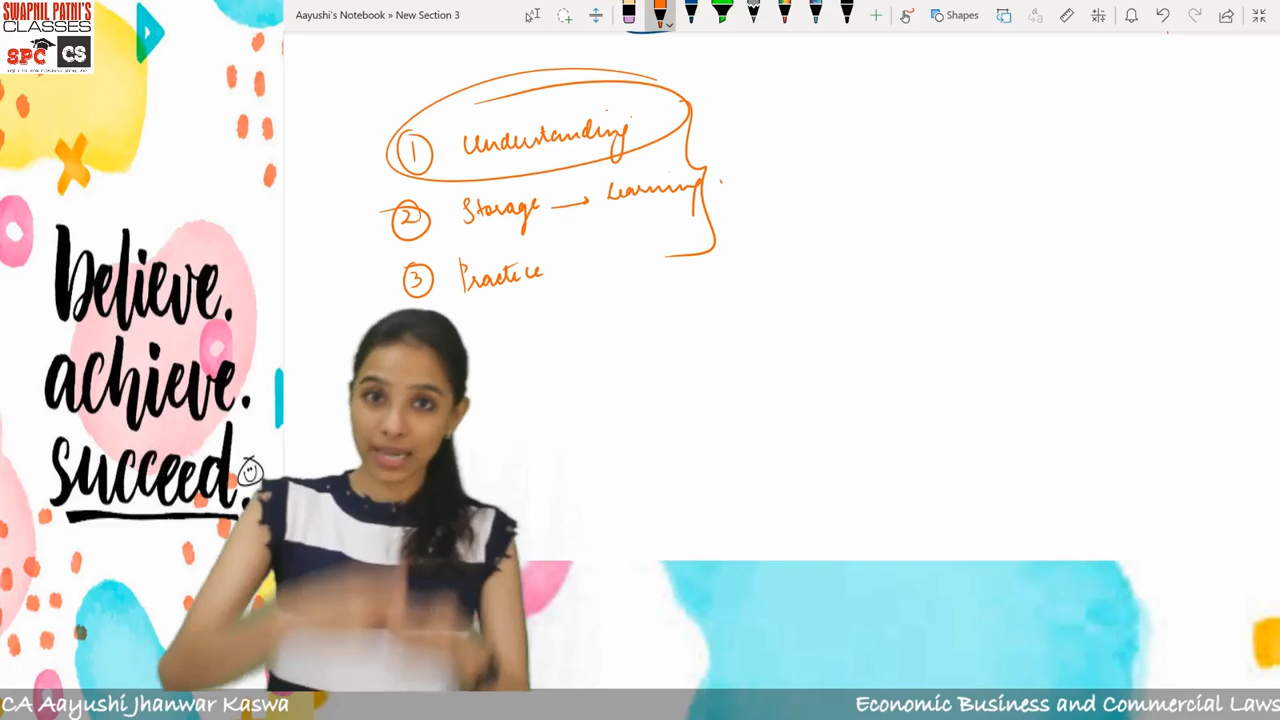 SWAPNIL PATNI'S
CLASSES
SPC CS
Aayushi's Notebook » New Section 3
Shapes
1 Understanding
2 Storage → Learning.
3 Practice
Believe.
achieve.
succeed.
CA Aayushi Jhanwar Kaswa
Economic Business and Commercial Laws